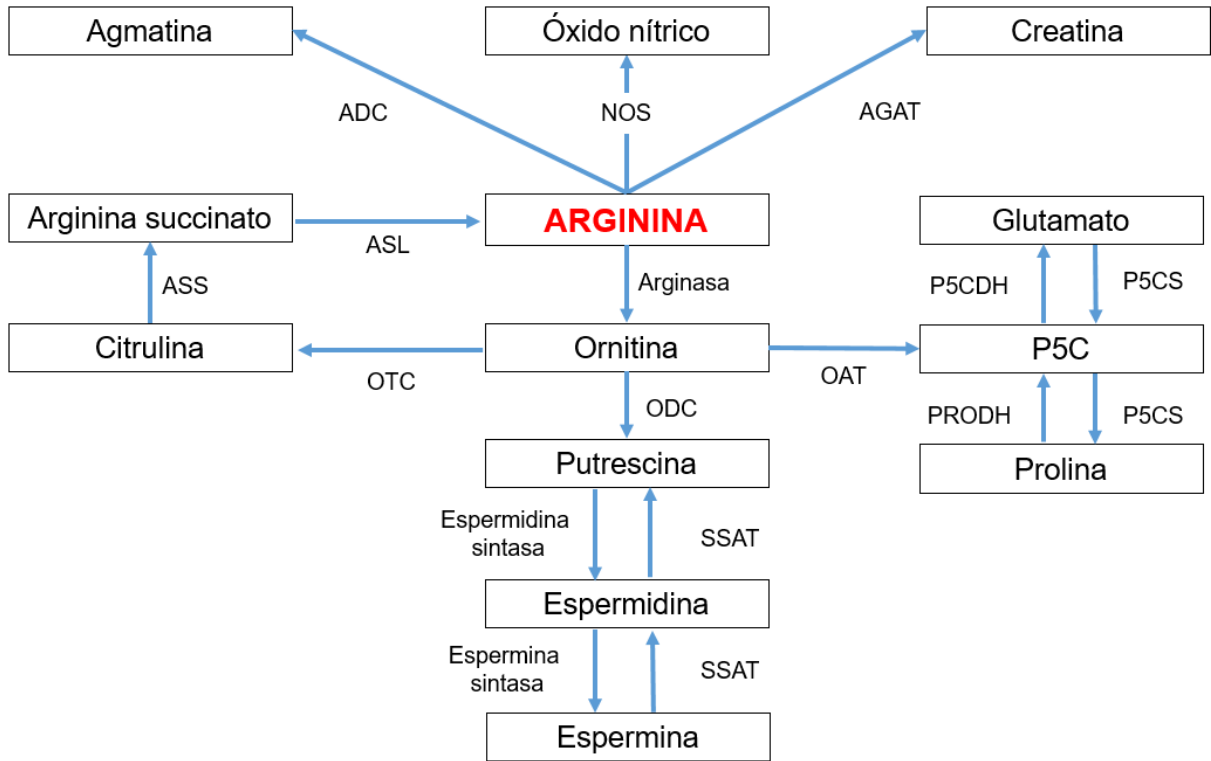 Agmatina
Óxido nítrico
Creatina
ADC
NOS
AGAT
Arginina succinato
ARGININA
Glutamato
ASL
ASS
Arginasa
P5CDH
P5CS
Citrulina
Ornitina
P5C
OTC
OAT
ODC
PRODH
P5CS
Putrescina
Prolina
Espermidina
sintasa
SSAT
Espermidina
Espermina
sintasa
SSAT
Espermina